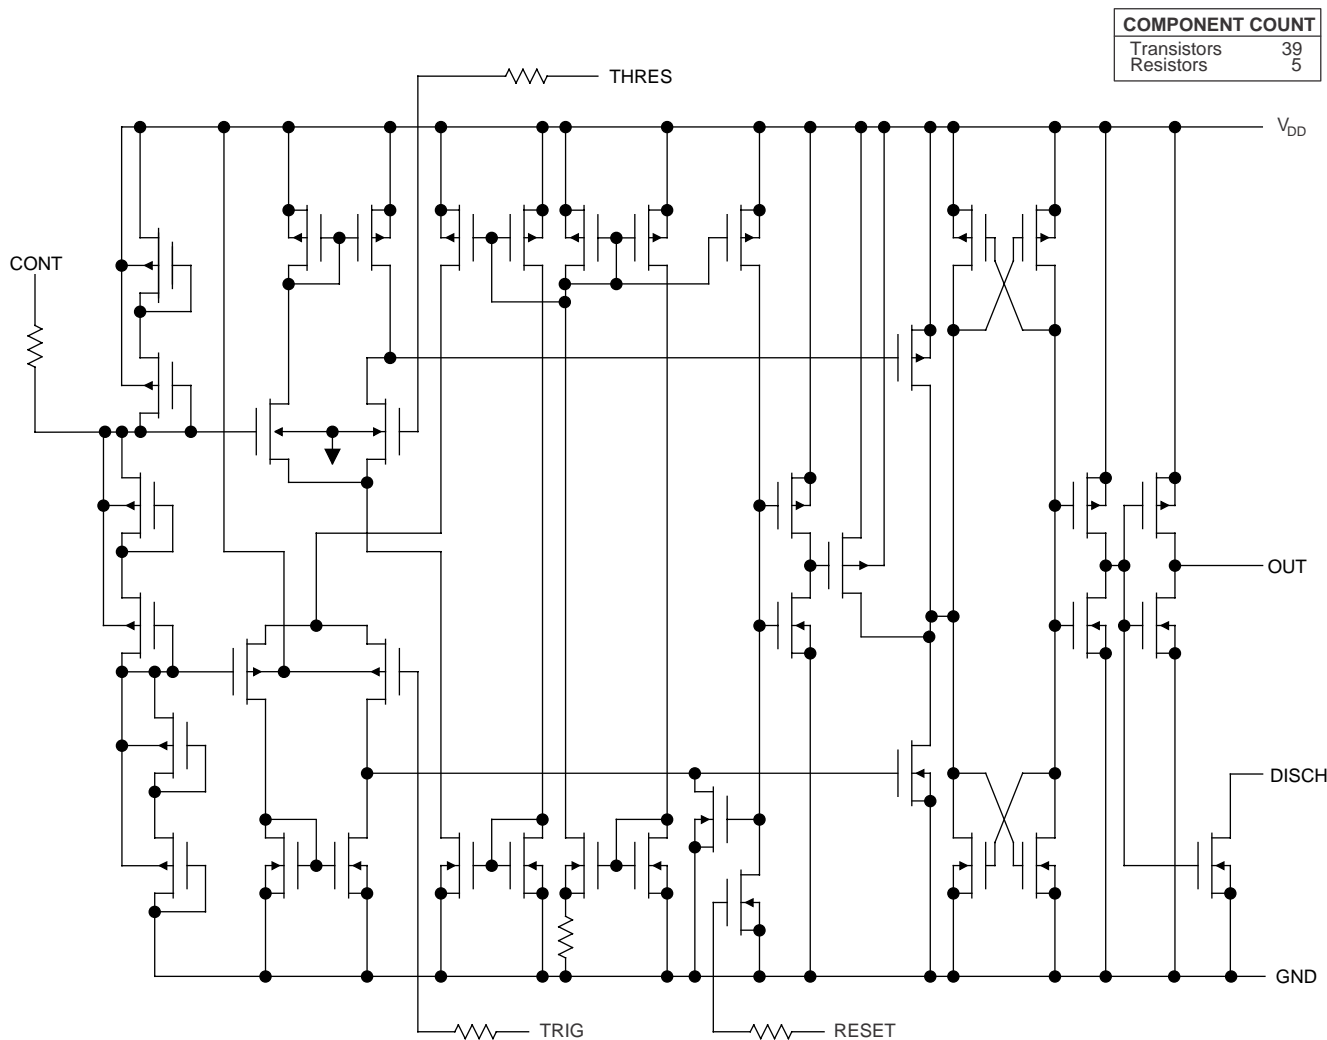 COMPONENT COUNT
Transistors 39
Resistors 5
THRES
VDD
CONT
OUT
DISCH
GND
TRIG
RESET